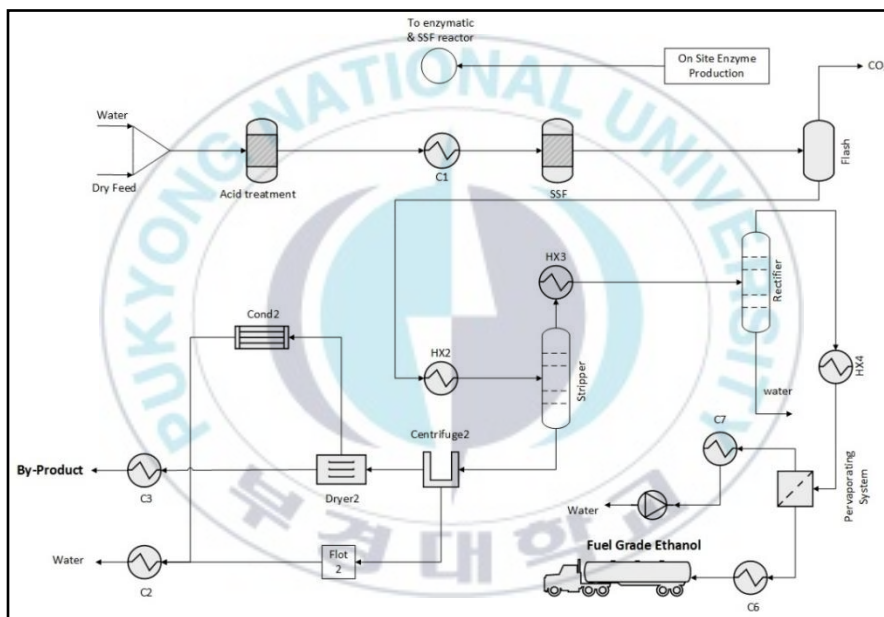 To enzymatic
& SSF reactor
On Site Enzyme
Production
CO
Water
Dry Feed
Acid treatment
C1
SSF
Flash
HX3
Rectifier
HX4
Cond2
HX2
Stripper
water
C7
Centrifuge2
Pervaporating
System
By-Product
C3
Dryer2
Water
Fuel Grade Ethanol
Water
C2
Flot
2
C6
PUKYONG NATIONAL UNIVERSITY
부경대학교